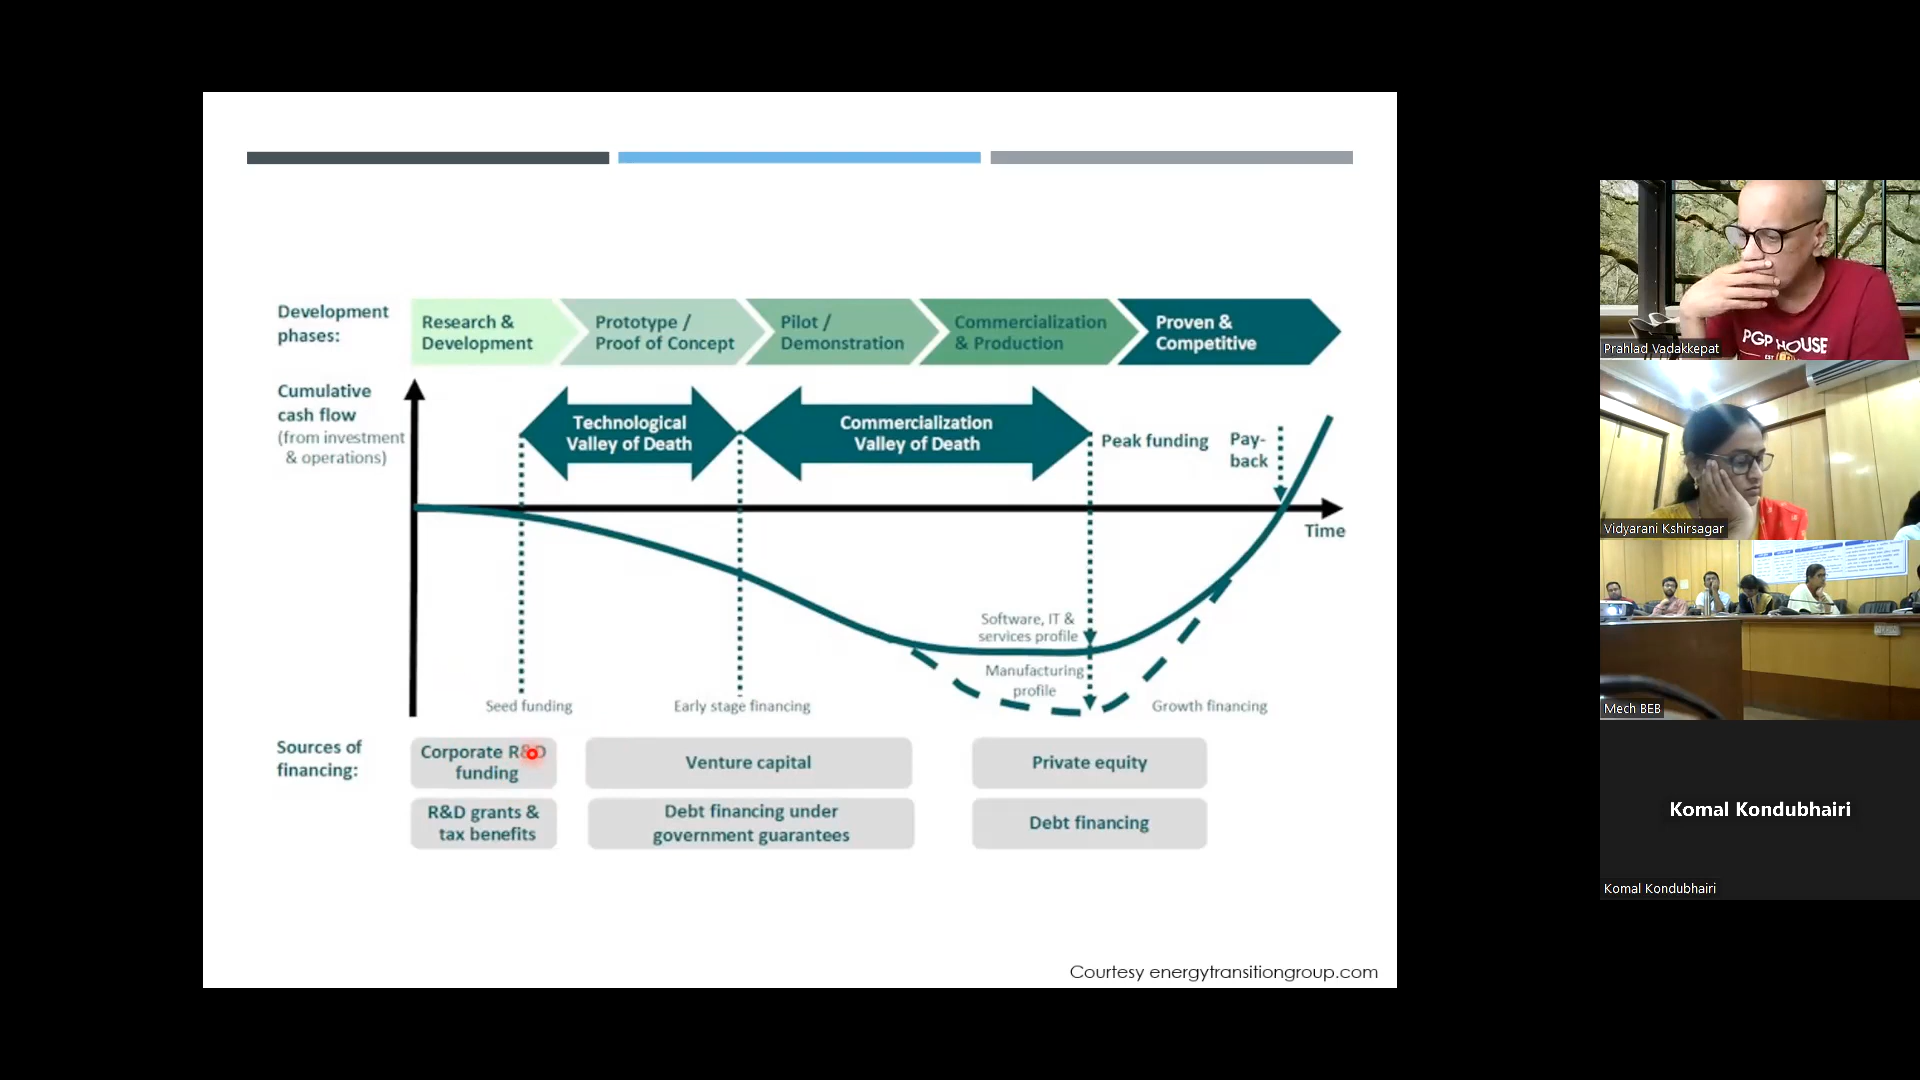 Development
phases:
Research &
Development
Prototype /
Proof of Concept
Pilot /
Demonstration
Commercialization
& Production
Proven &
Competitive
Cumulative
cash flow
(from investment
& operations)
Technological
Valley of Death
Commercialization
Valley of Death
Peak funding
Pay-
back
Time
Software, IT &
services profile
Manufacturing
profile
Seed funding
Early stage financing
Growth financing
Sources of
financing:
Corporate R&D
funding
Venture capital
Private equity
R&D grants &
tax benefits
Debt financing under
government guarantees
Debt financing
Courtesy energytransitiongroup.com
PGP HOUSE
Prahlad Vadakkepat
Vidyarani Kshirsagar
Mech BEB
Komal Kondubhairi
Komal Kondubhairi